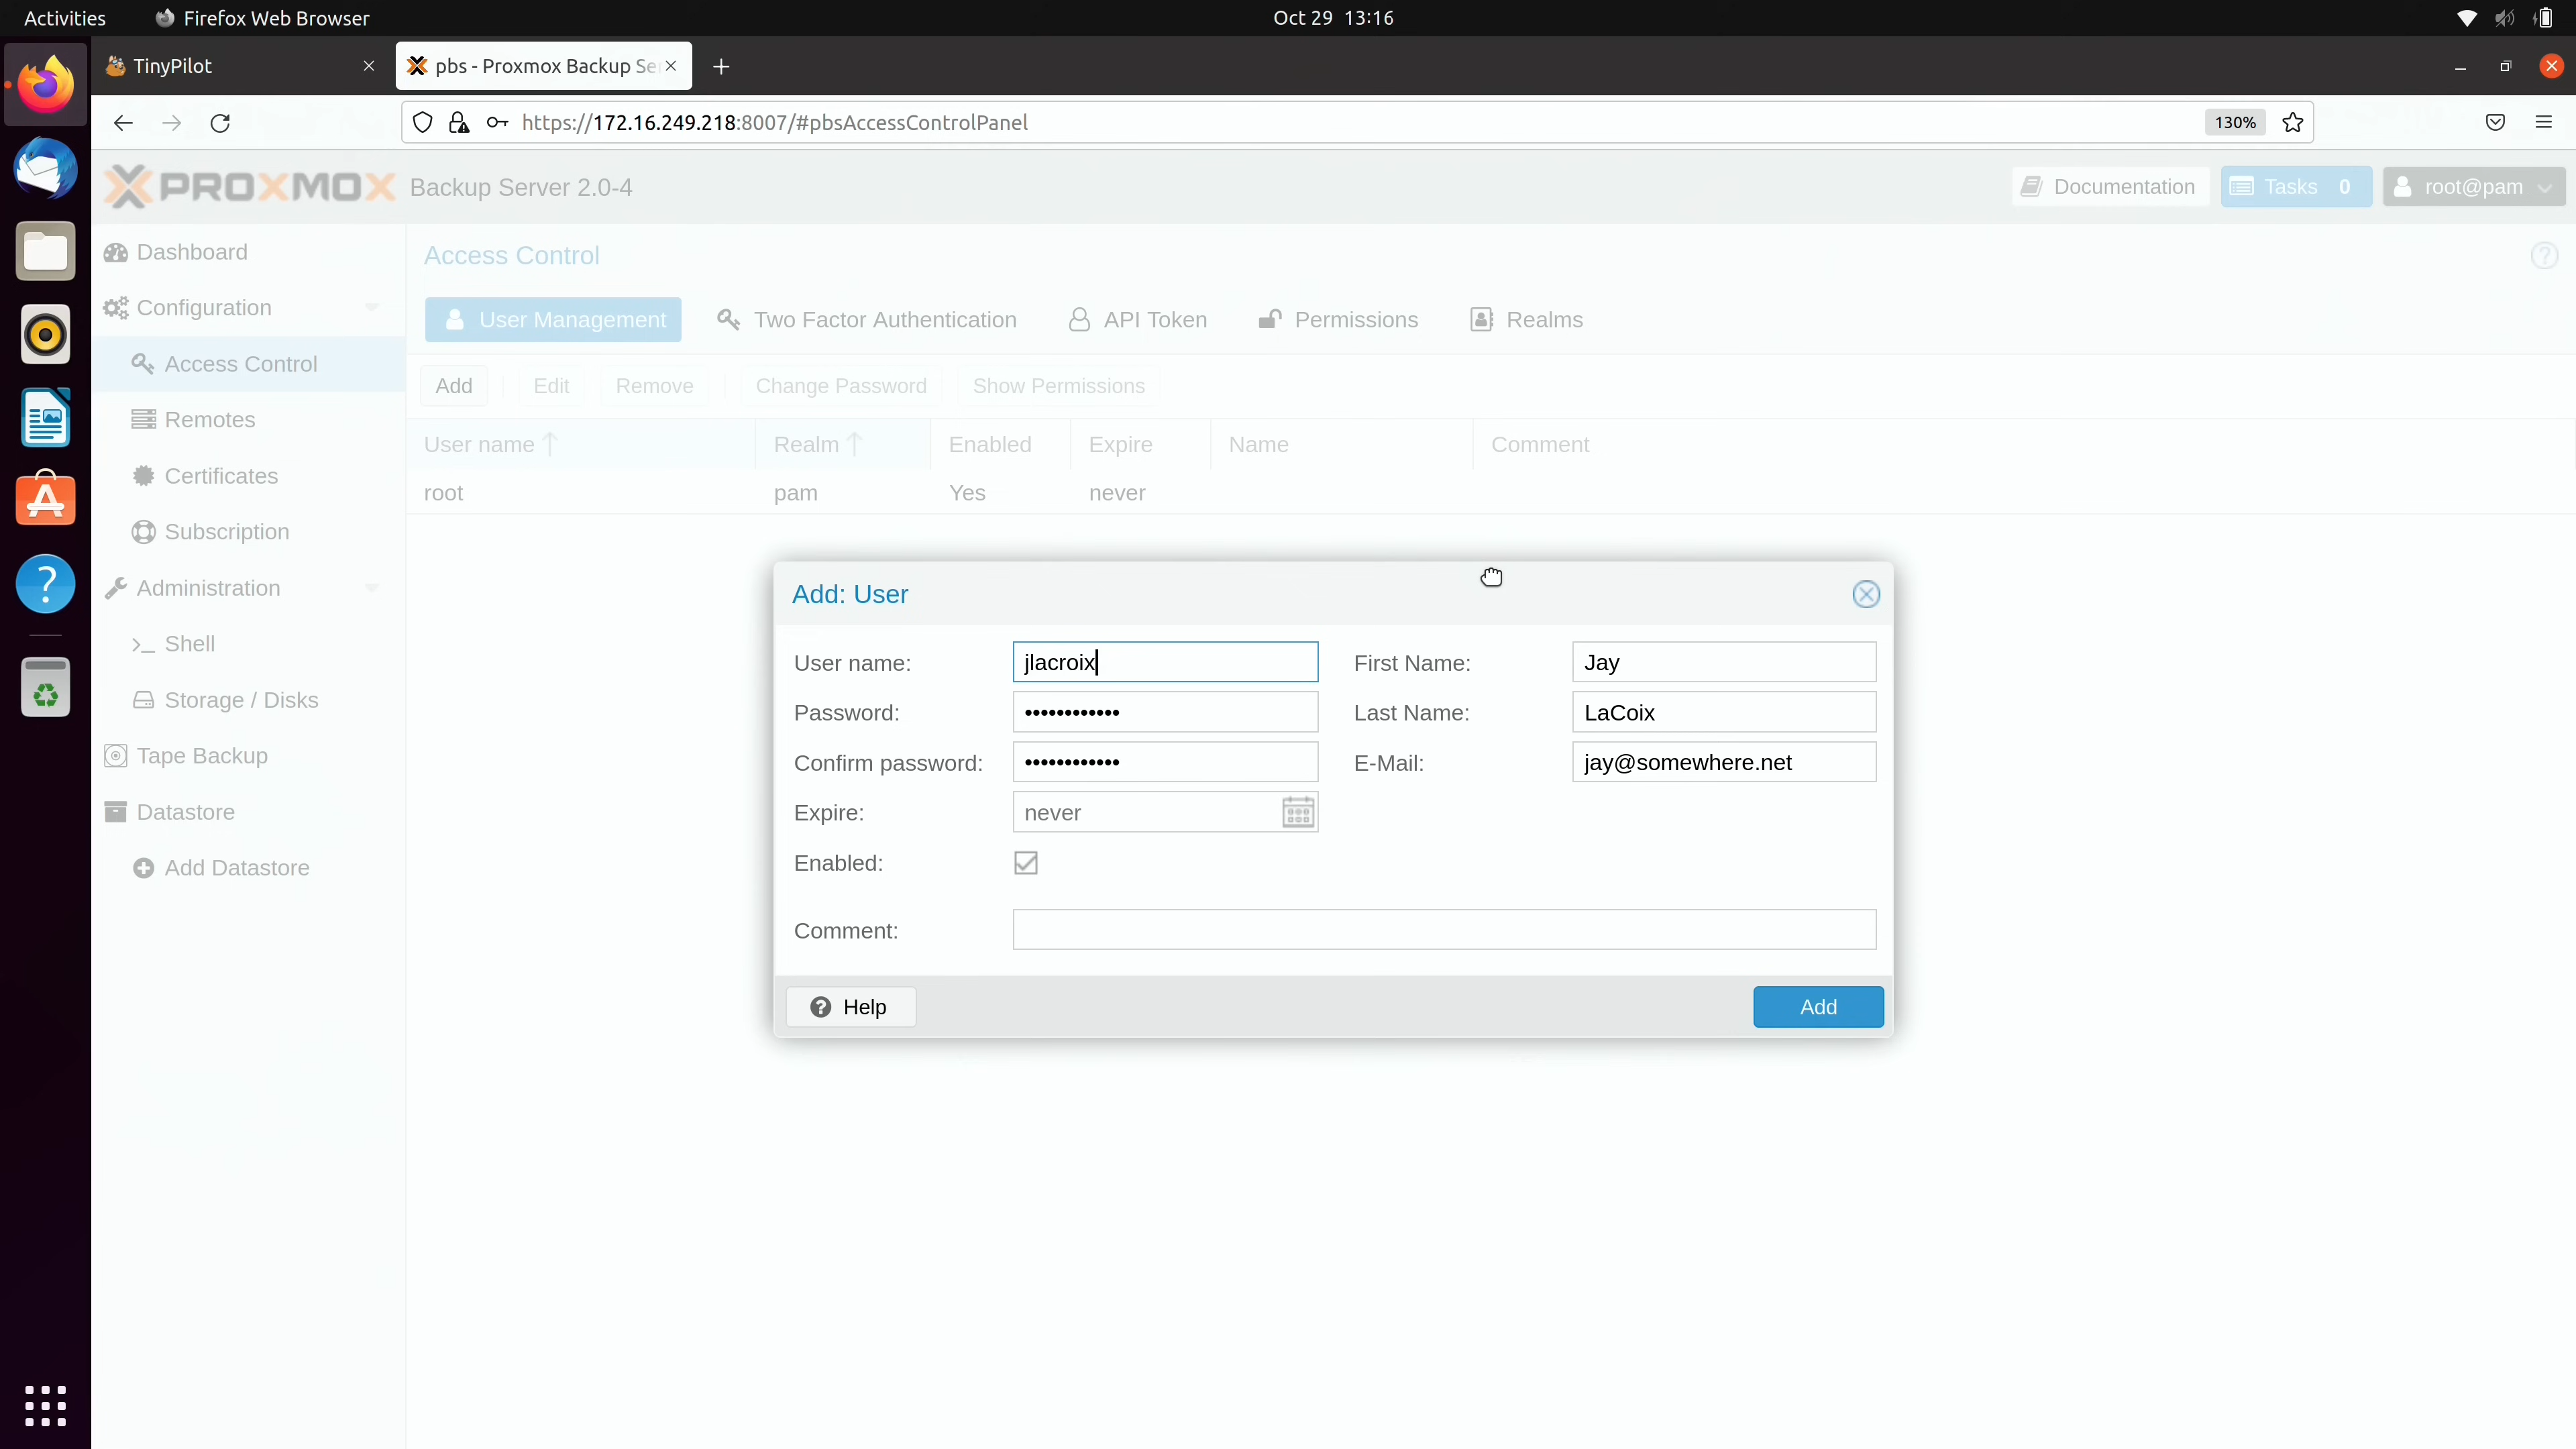 Activities Firefox Web Browser Oct 29 13:16
TinyPilot pbs - Proxmox Backup Se
https://172.16.249.218:8007/#pbsAccessControlPanel 130%
PROXMOX Backup Server 2.0-4 Documentation Tasks 0 root@pam
Dashboard
Configuration
Access Control
Remotes
Certificates
Subscription
Administration
Shell
Storage / Disks
Tape Backup
Datastore
Add Datastore
Access Control
User Management Two Factor Authentication API Token Permissions Realms
Add Edit Remove Change Password Show Permissions
User name Realm Enabled Expire Name Comment
root pam Yes never
Add: User
User name: jlacroix First Name: Jay
Password: •••••••••••• Last Name: LaCoix
Confirm password: •••••••••••• E-Mail: jay@somewhere.net
Expire: never
Enabled:
Comment:
Help Add